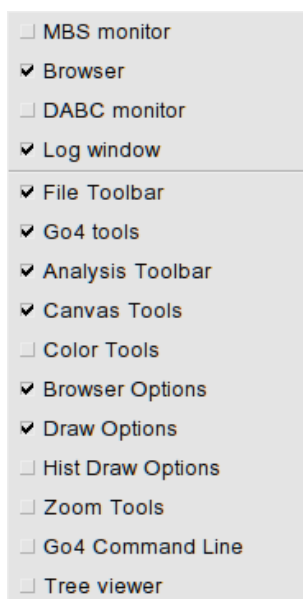 MBS monitor
Browser
DABC monitor
Log window
File Toolbar
Go4 tools
Analysis Toolbar
Canvas Tools
Color Tools
Browser Options
Draw Options
Hist Draw Options
Zoom Tools
Go4 Command Line
Tree viewer